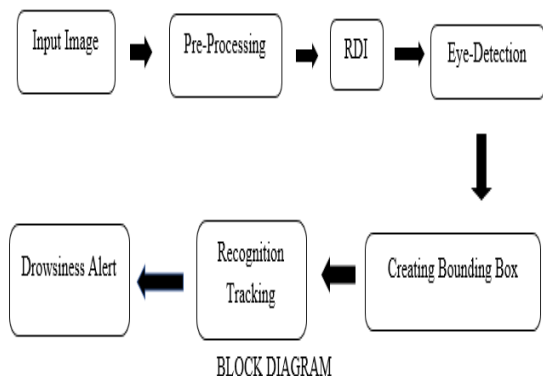 Input Image
Pre-Processing
RDI
Eye-Detection
Creating Bounding Box
Recognition
Tracking
Drowsiness Alert
BLOCK DIAGRAM